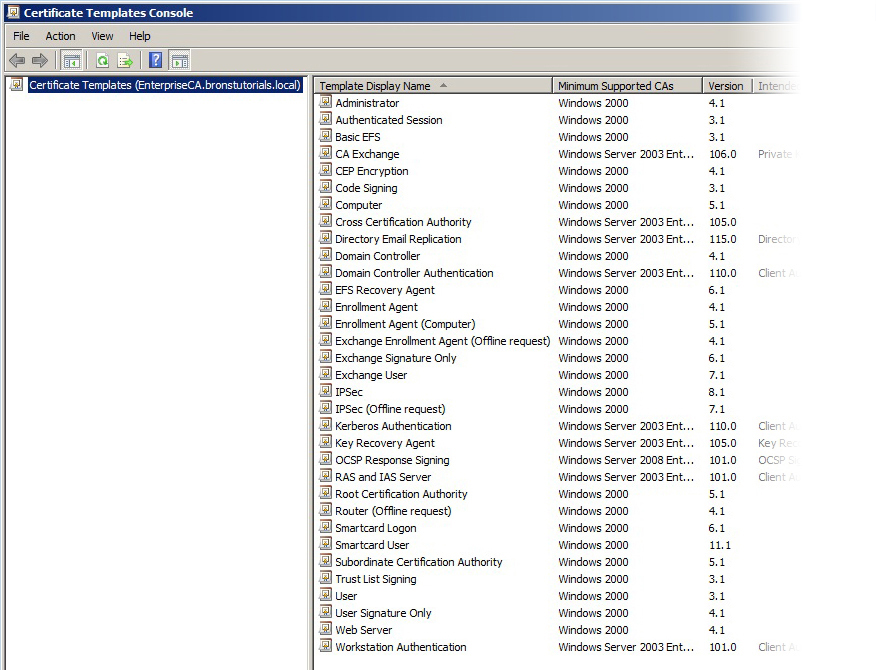 Certificate Templates Console
File Action View Help
Certificate Templates (EnterpriseCA.bronstutorials.local)
Template Display Name Minimum Supported CAs Version
Administrator Windows 2000 4.1
Authenticated Session Windows 2000 3.1
Basic EFS Windows 2000 3.1
CA Exchange Windows Server 2003 Ent... 106.0 Private
CEP Encryption Windows 2000 4.1
Code Signing Windows 2000 3.1
Computer Windows 2000 5.1
Cross Certification Authority Windows Server 2003 Ent... 105.0
Directory Email Replication Windows Server 2003 Ent... 115.0
Domain Controller Windows 2000 4.1
Domain Controller Authentication Windows Server 2003 Ent... 110.0 Client
EFS Recovery Agent Windows 2000 6.1
Enrollment Agent Windows 2000 4.1
Enrollment Agent (Computer) Windows 2000 5.1
Exchange Enrollment Agent (Offline request) Windows 2000 4.1
Exchange Signature Only Windows 2000 6.1
Exchange User Windows 2000 7.1
IPSec Windows 2000 8.1
IPSec (Offline request) Windows 2000 7.1
Kerberos Authentication Windows Server 2003 Ent... 110.0 Client
Key Recovery Agent Windows Server 2003 Ent... 105.0 Key
OCSP Response Signing Windows Server 2008 Ent... 101.0 OCSP
RAS and IAS Server Windows Server 2003 Ent... 101.0 Client
Root Certification Authority Windows 2000 5.1
Router (Offline request) Windows 2000 4.1
Smartcard Logon Windows 2000 6.1
Smartcard User Windows 2000 11.1
Subordinate Certification Authority Windows 2000 5.1
Trust List Signing Windows 2000 3.1
User Windows 2000 3.1
User Signature Only Windows 2000 4.1
Web Server Windows 2000 4.1
Workstation Authentication Windows Server 2003 Ent... 101.0 Client